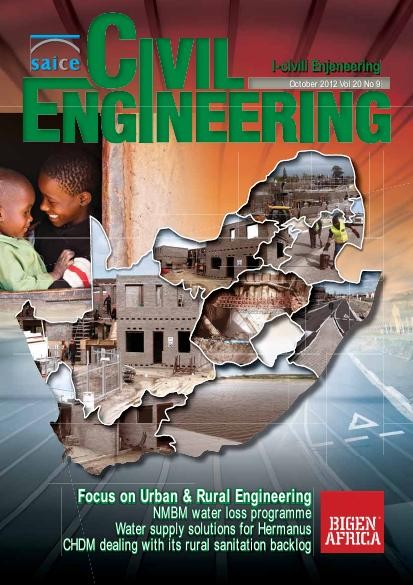 saice
CIVIL
I-civili Enjeneering
October 2012 Vol 20 No 9
ENGINEERING
Focus on Urban & Rural Engineering
NMBM water loss programme
Water supply solutions for Hermanus
CHDM dealing with its rural sanitation backlog
BIGEN
AFRICA